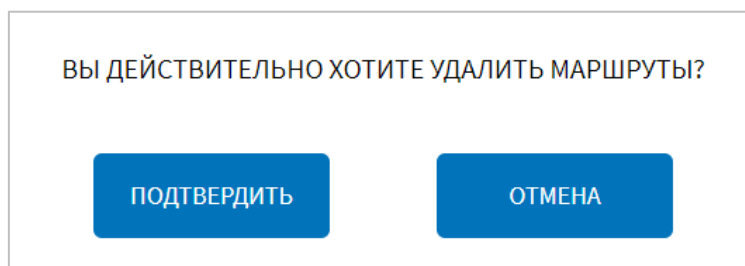 ВЫ ДЕЙСТВИТЕЛЬНО ХОТИТЕ УДАЛИТЬ МАРШРУТЫ?
ПОДТВЕРДИТЬ
ОТМЕНА